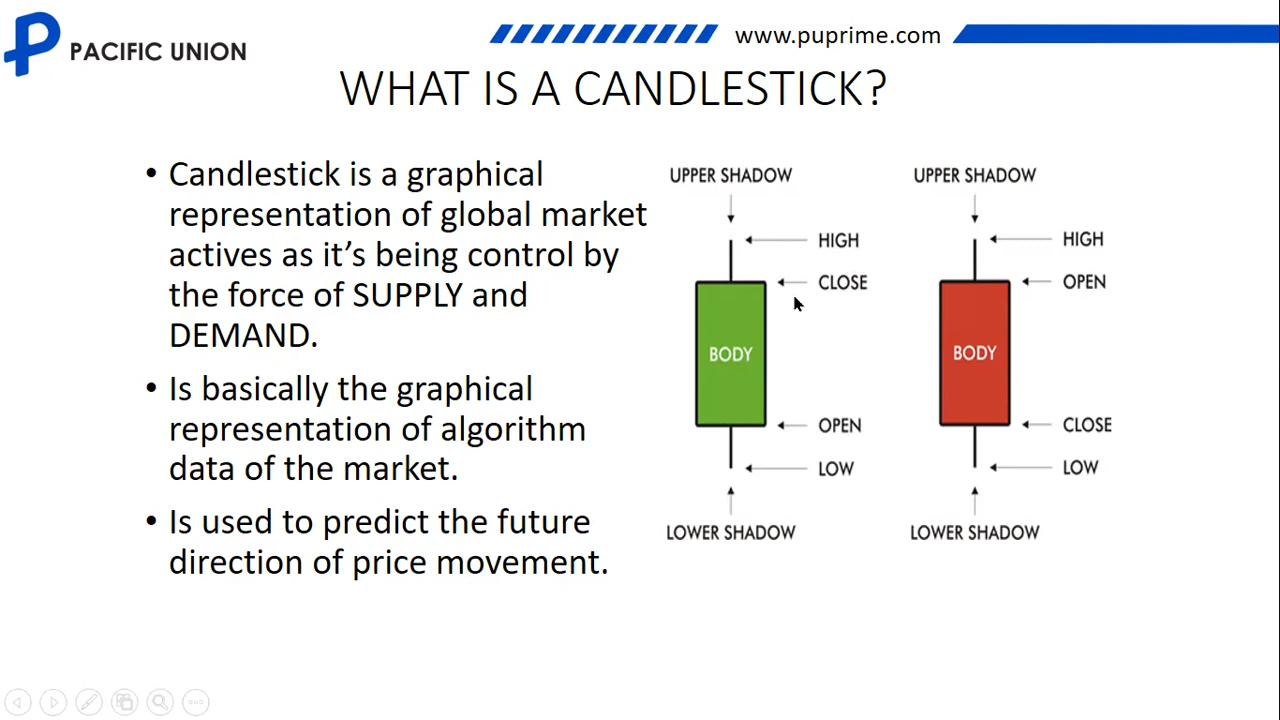 PACIFIC UNION
www.puprime.com
WHAT IS A CANDLESTICK?
• Candlestick is a graphical
representation of global market
actives as it's being control by
the force of SUPPLY and
DEMAND.
• Is basically the graphical
representation of algorithm
data of the market.
• Is used to predict the future
direction of price movement.
UPPER SHADOW
HIGH
CLOSE
BODY
OPEN
LOW
LOWER SHADOW
UPPER SHADOW
HIGH
OPEN
BODY
CLOSE
LOW
LOWER SHADOW